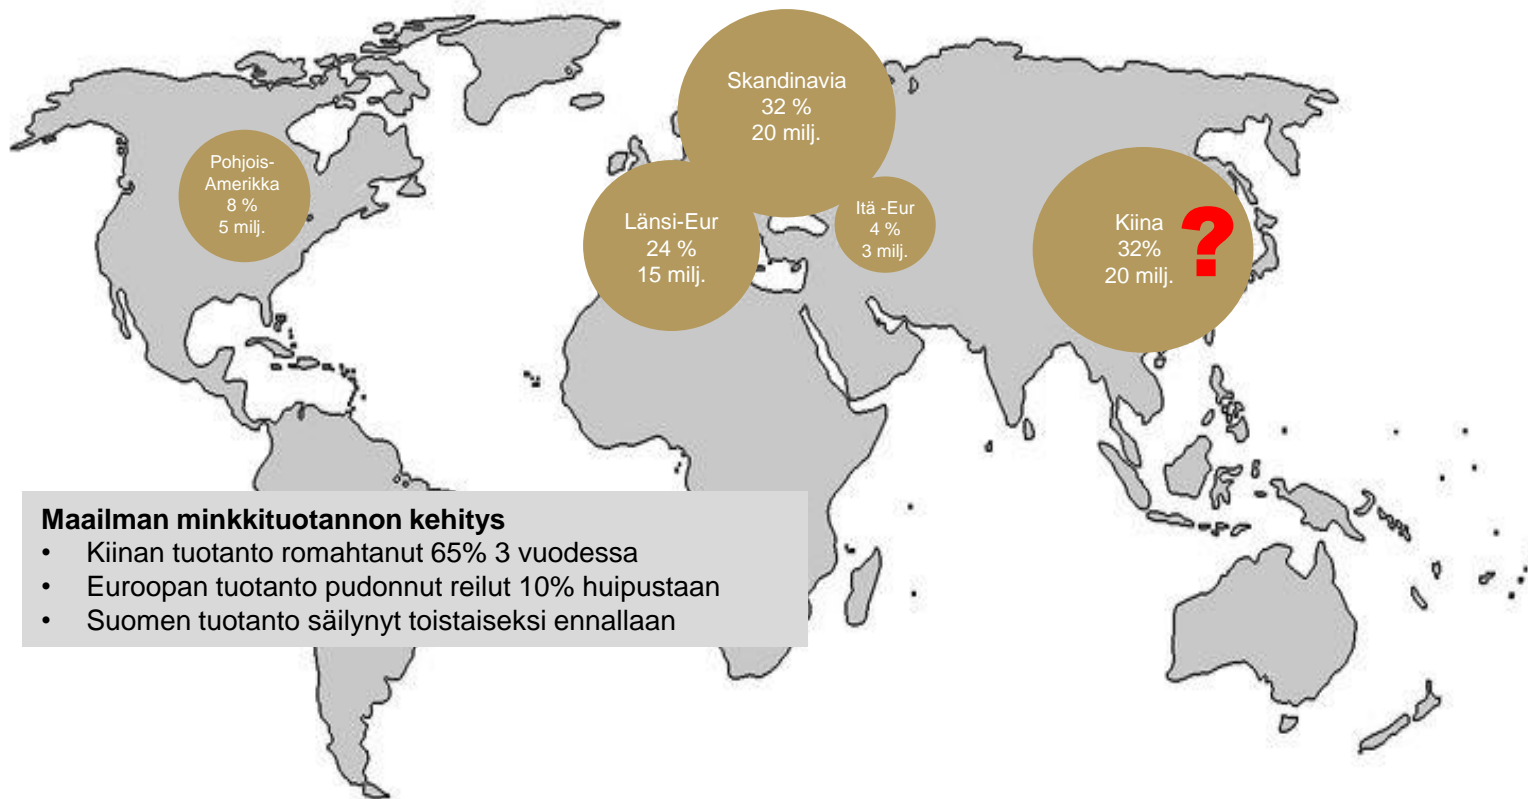 Skandinavia
32 %
20 milj.
Pohjois-
Amerikka
8 %
5 milj.
Länsi-Eur
24 %
15 milj.
Itä -Eur
4 %
3 milj.
Kiina
32%
20 milj.
?
Maailman minkkituotannon kehitys
• Kiinan tuotanto romahtanut 65% 3 vuodessa
• Euroopan tuotanto pudonnut reilut 10% huipustaan
• Suomen tuotanto säilynyt toistaiseksi ennallaan